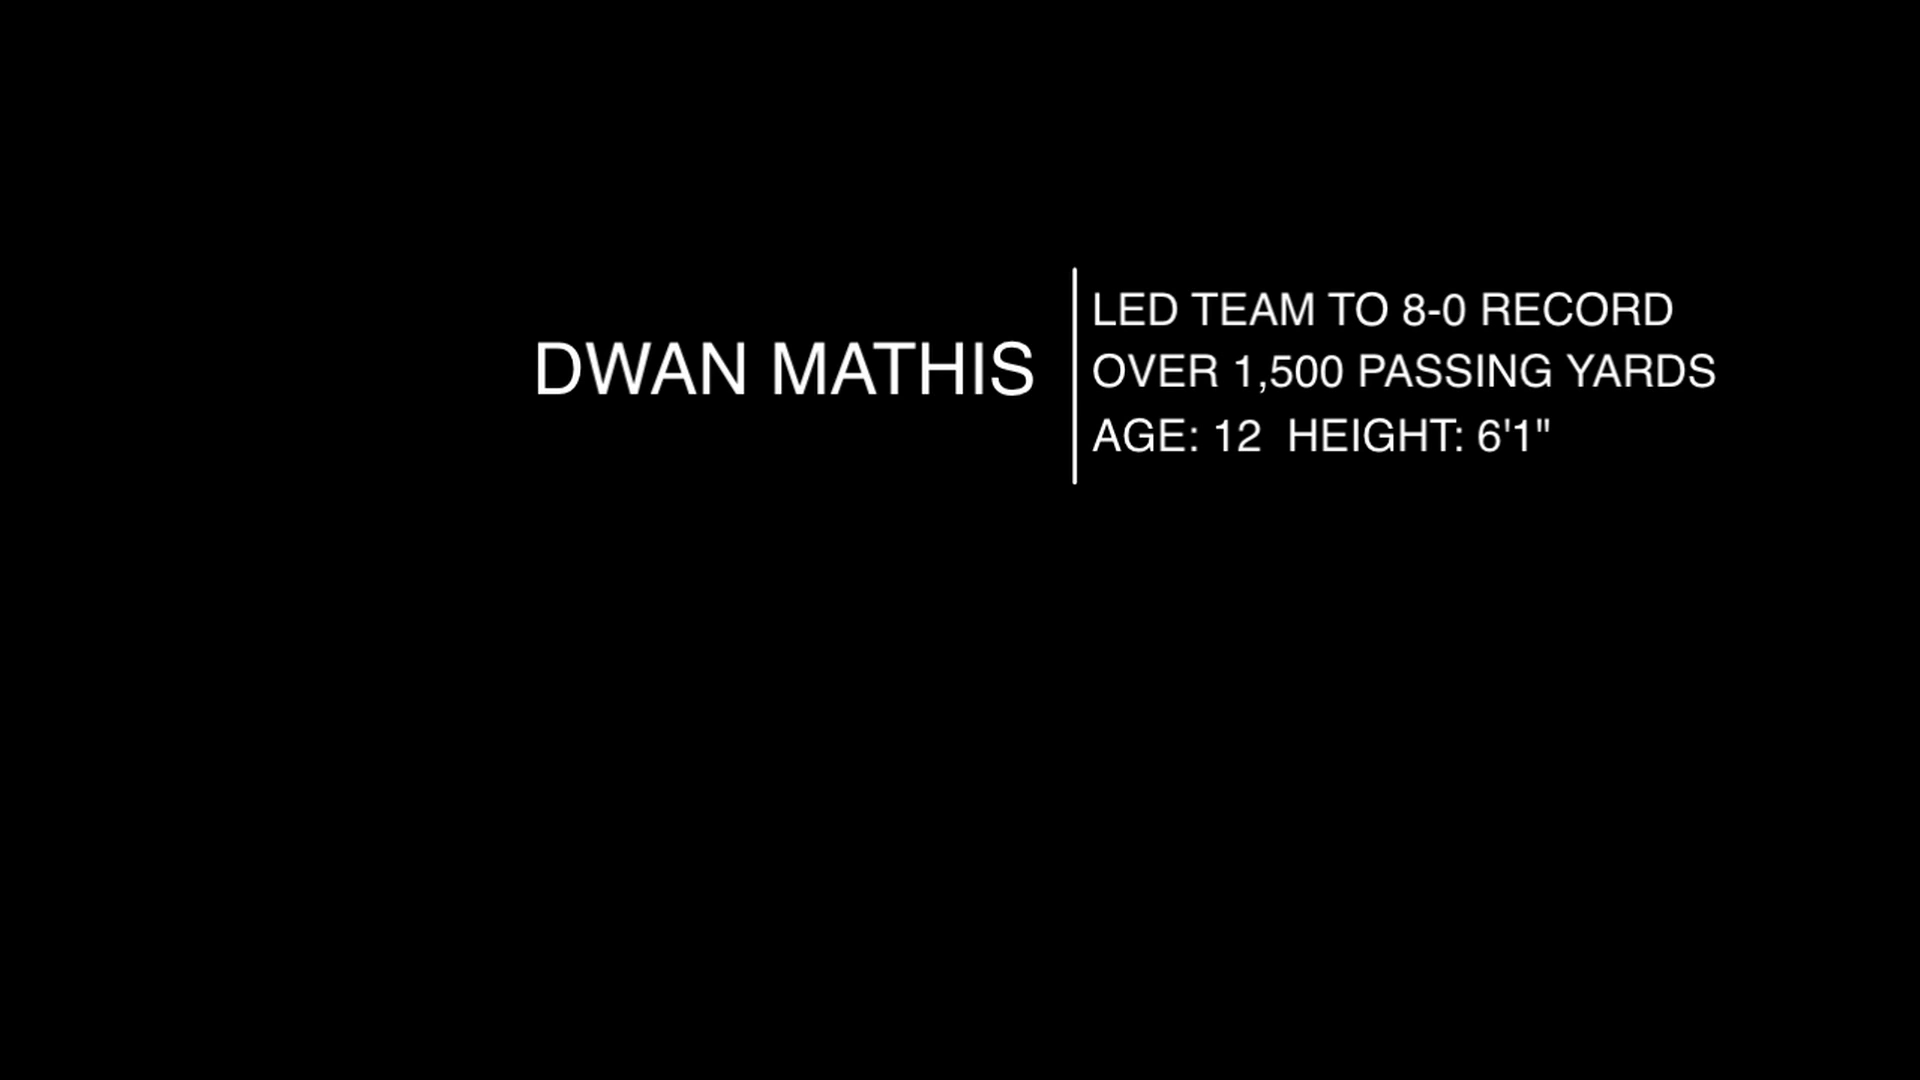 DWAN MATHIS
LED TEAM TO 8-0 RECORD
OVER 1,500 PASSING YARDS
AGE: 12  HEIGHT: 6'1"